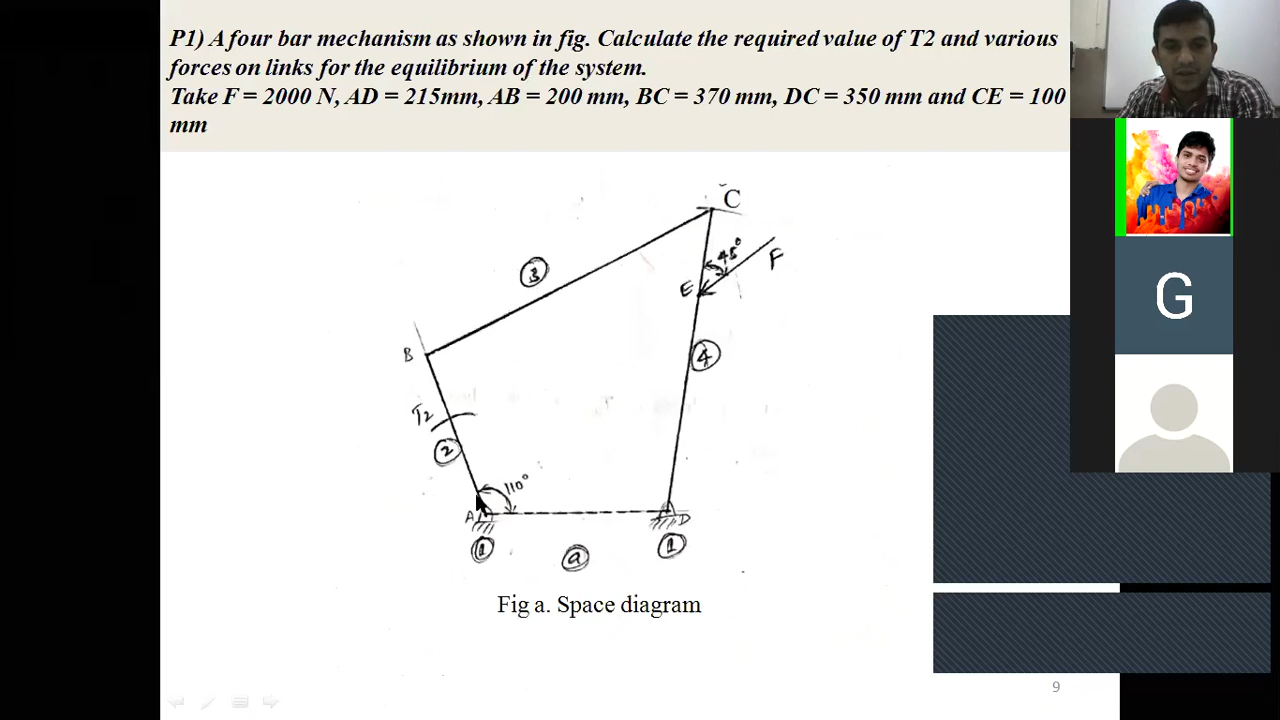 P1) A four bar mechanism as shown in fig. Calculate the required value of T2 and various
forces on links for the equilibrium of the system.
Take F = 2000 N, AD = 215mm, AB = 200 mm, BC = 370 mm, DC = 350 mm and CE = 100
mm
C
45°
F
3
E
B
4
T2
2
110°
A
D
1
a
1
Fig a. Space diagram
9
G